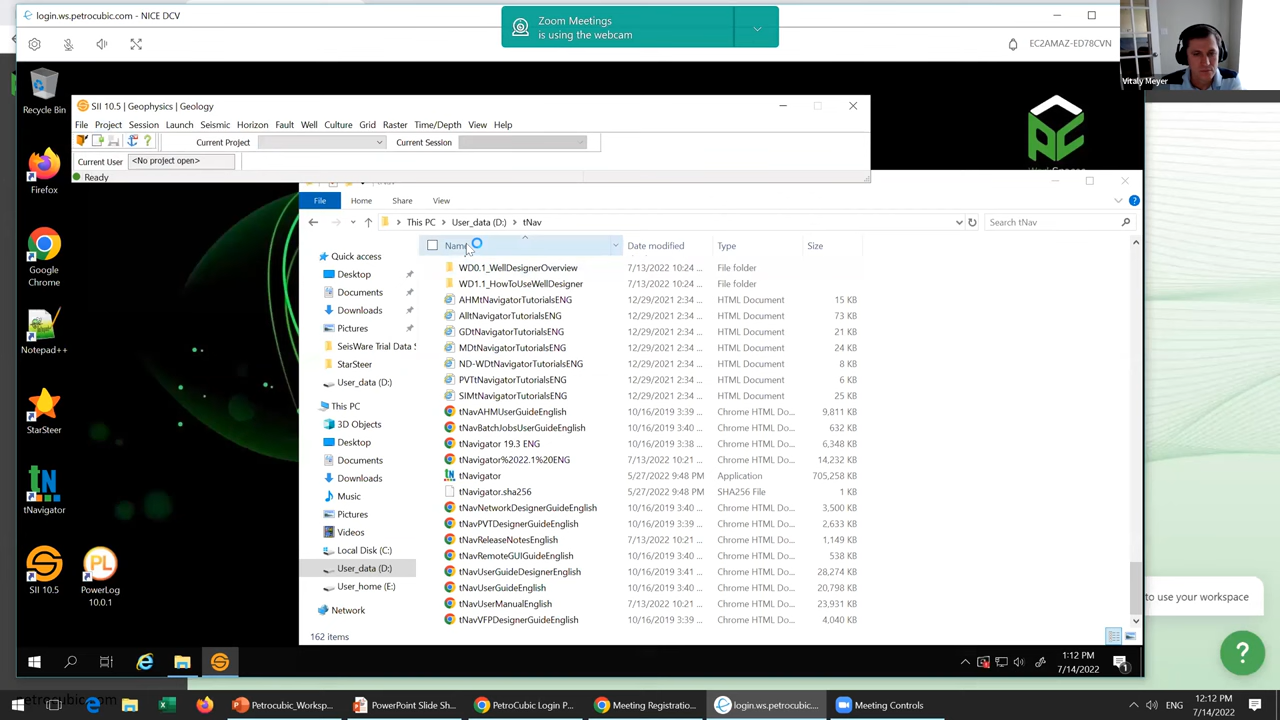 login.ws.petrocubic.com - NICE DCV
Zoom Meetings
is using the webcam
EC2AMAZ-ED78CVN
Vitaly Meyer
Recycle Bin
SII 10.5 | Geophysics | Geology
File Project Session Launch Seismic Horizon Fault Well Culture Grid Raster Time/Depth View Help
Current Project Current Session
Current User <No project open>
Ready
Firefox
File Home Share View
This PC > User_data (D:) > tNav
Search tNav
Name Date modified Type Size
Quick access
Desktop
Documents
Downloads
Pictures
SeisWare Trial Data S
StarSteer
User_data (D:)
This PC
3D Objects
Desktop
Documents
Downloads
Music
Pictures
Videos
Local Disk (C:)
User_data (D:)
User_home (E:)
Network
WD0.1_WellDesignerOverview 7/13/2022 10:24 ... File folder
WD1.1_HowToUseWellDesigner 7/13/2022 10:24 ... File folder
AHMtNavigatorTutorialsENG 12/29/2021 2:34 ... HTML Document 15 KB
AlltNavigatorTutorialsENG 12/29/2021 2:34 ... HTML Document 73 KB
GDtNavigatorTutorialsENG 12/29/2021 2:34 ... HTML Document 21 KB
MDtNavigatorTutorialsENG 12/29/2021 2:34 ... HTML Document 24 KB
ND-WDtNavigatorTutorialsENG 12/29/2021 2:34 ... HTML Document 8 KB
PVTtNavigatorTutorialsENG 12/29/2021 2:34 ... HTML Document 6 KB
SIMtNavigatorTutorialsENG 12/29/2021 2:34 ... HTML Document 25 KB
tNavAHMUserGuideEnglish 10/16/2019 3:39 ... Chrome HTML Do... 9,811 KB
tNavBatchJobsUserGuideEnglish 10/16/2019 3:40 ... Chrome HTML Do... 632 KB
tNavigator 19.3 ENG 10/16/2019 3:38 ... Chrome HTML Do... 6,348 KB
tNavigator%2022.1%20ENG 7/13/2022 10:21 ... Chrome HTML Do... 14,232 KB
tNavigator 5/27/2022 9:48 PM Application 705,258 KB
tNavigator.sha256 5/27/2022 9:48 PM SHA256 File 1 KB
tNavNetworkDesignerGuideEnglish 10/16/2019 3:40 ... Chrome HTML Do... 3,500 KB
tNavPVTDesignerGuideEnglish 10/16/2019 3:40 ... Chrome HTML Do... 2,633 KB
tNavReleaseNotesEnglish 7/13/2022 10:21 ... Chrome HTML Do... 1,149 KB
tNavRemoteGUIGuideEnglish 10/16/2019 3:40 ... Chrome HTML Do... 538 KB
tNavUserGuideDesignerEnglish 10/16/2019 3:41 ... Chrome HTML Do... 28,274 KB
tNavUserGuideEnglish 10/16/2019 3:40 ... Chrome HTML Do... 20,798 KB
tNavUserManualEnglish 7/13/2022 10:21 ... Chrome HTML Do... 23,931 KB
tNavVFPDesignerGuideEnglish 10/16/2019 3:39 ... Chrome HTML Do... 4,040 KB
162 items
Google
Chrome
Notepad++
StarSteer
tNavigator
SII 10.5
PowerLog
10.0.1
to use your workspace
1:12 PM
7/14/2022
petrocubic.com
Petrocubic_Worksp...
PowerPoint Slide Sh...
PetroCubic Login P...
Meeting Registratio...
login.ws.petrocubic....
Meeting Controls
ENG
12:12 PM
7/14/2022